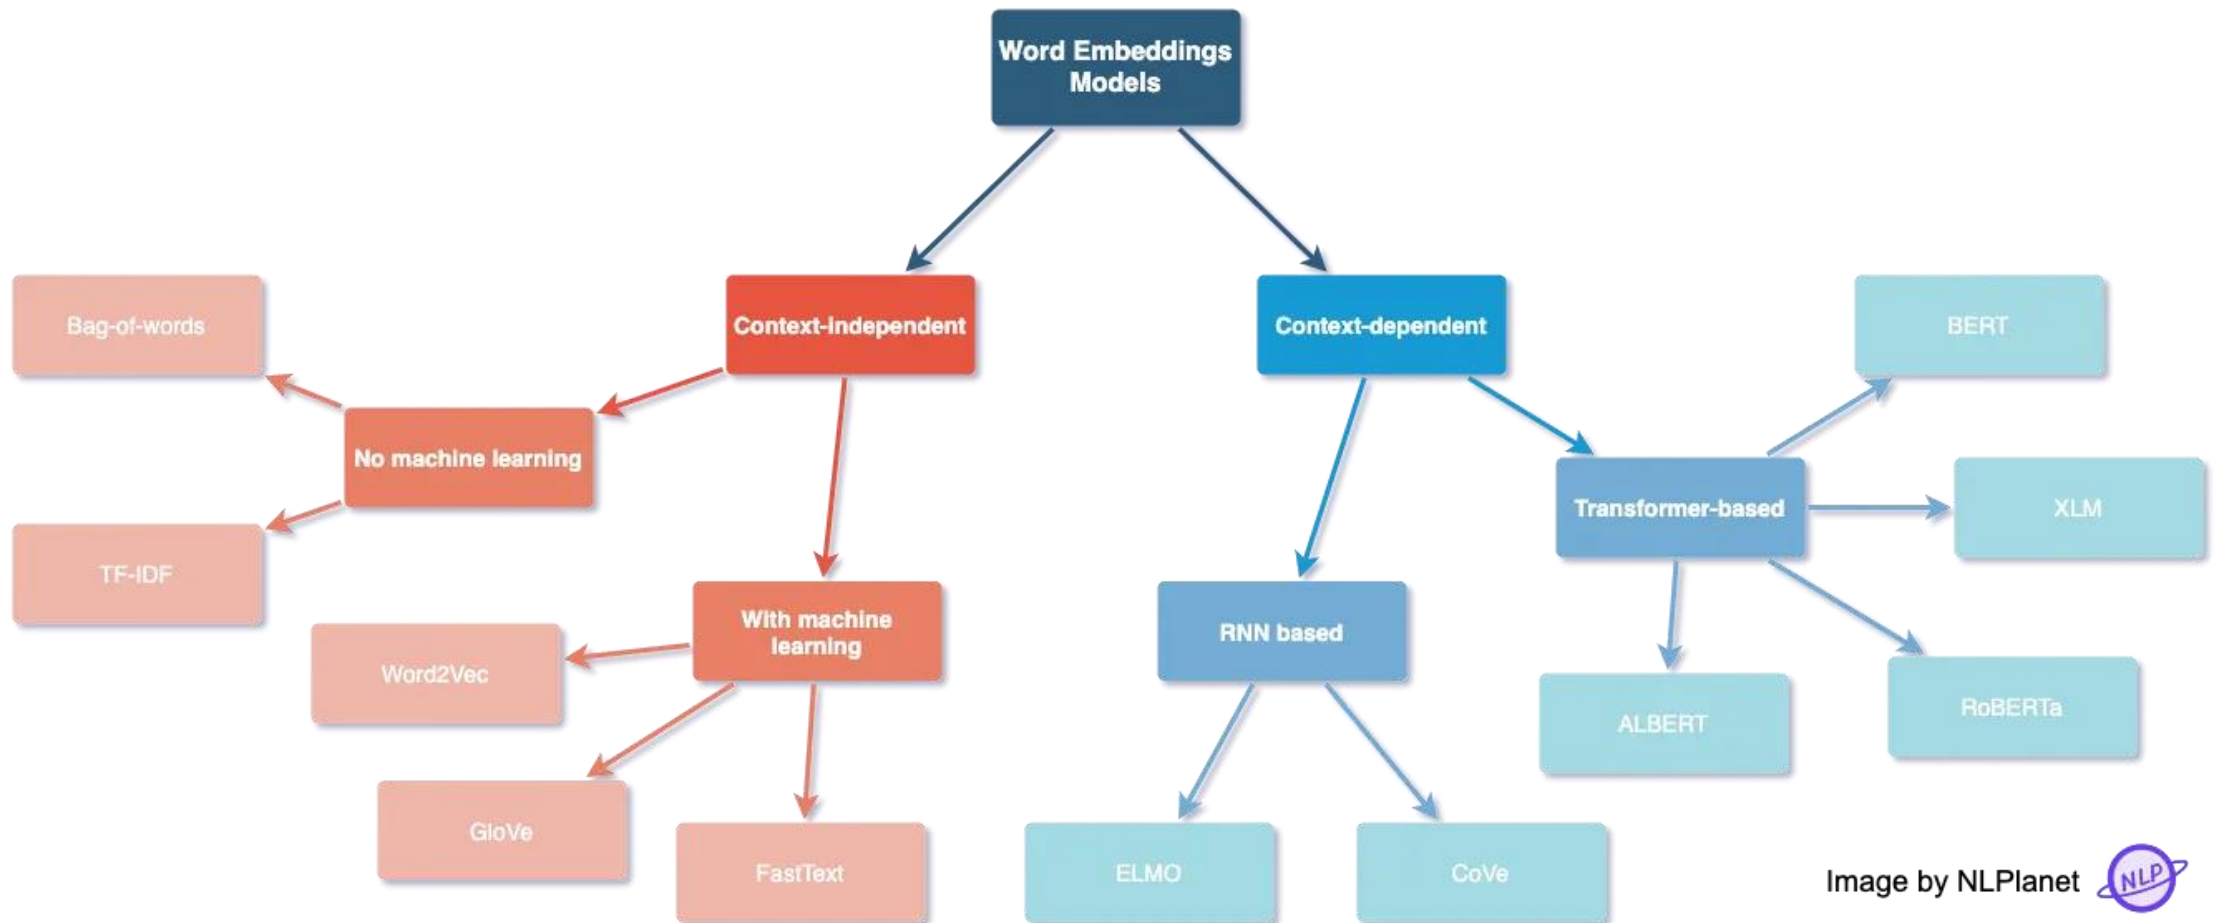 Word Embeddings
Models
Context-independent
Context-dependent
Bag-of-words
BERT
No machine learning
Transformer-based
XLM
TF-IDF
With machine
learning
RNN based
Word2Vec
ALBERT
RoBERTa
GloVe
FastText
ELMO
CoVe
Image by NLPlanet
NLP